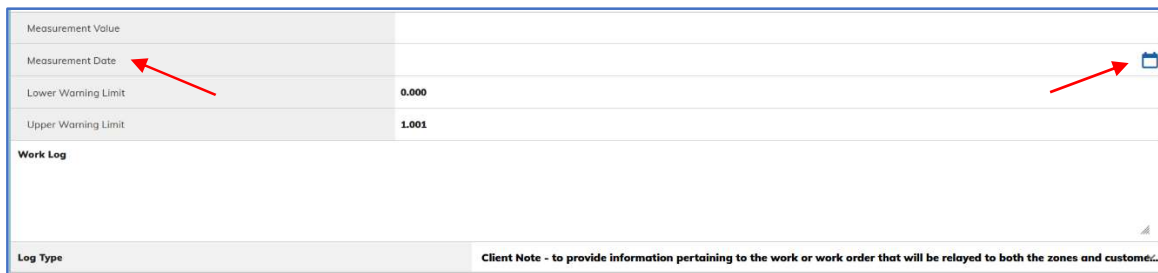 Measurement Value
Measurement Date
Lower Warning Limit 0.000
Upper Warning Limit 1.001
Work Log
Log Type Client Note - to provide information pertaining to the work or work order that will be relayed to both the zones and custome...